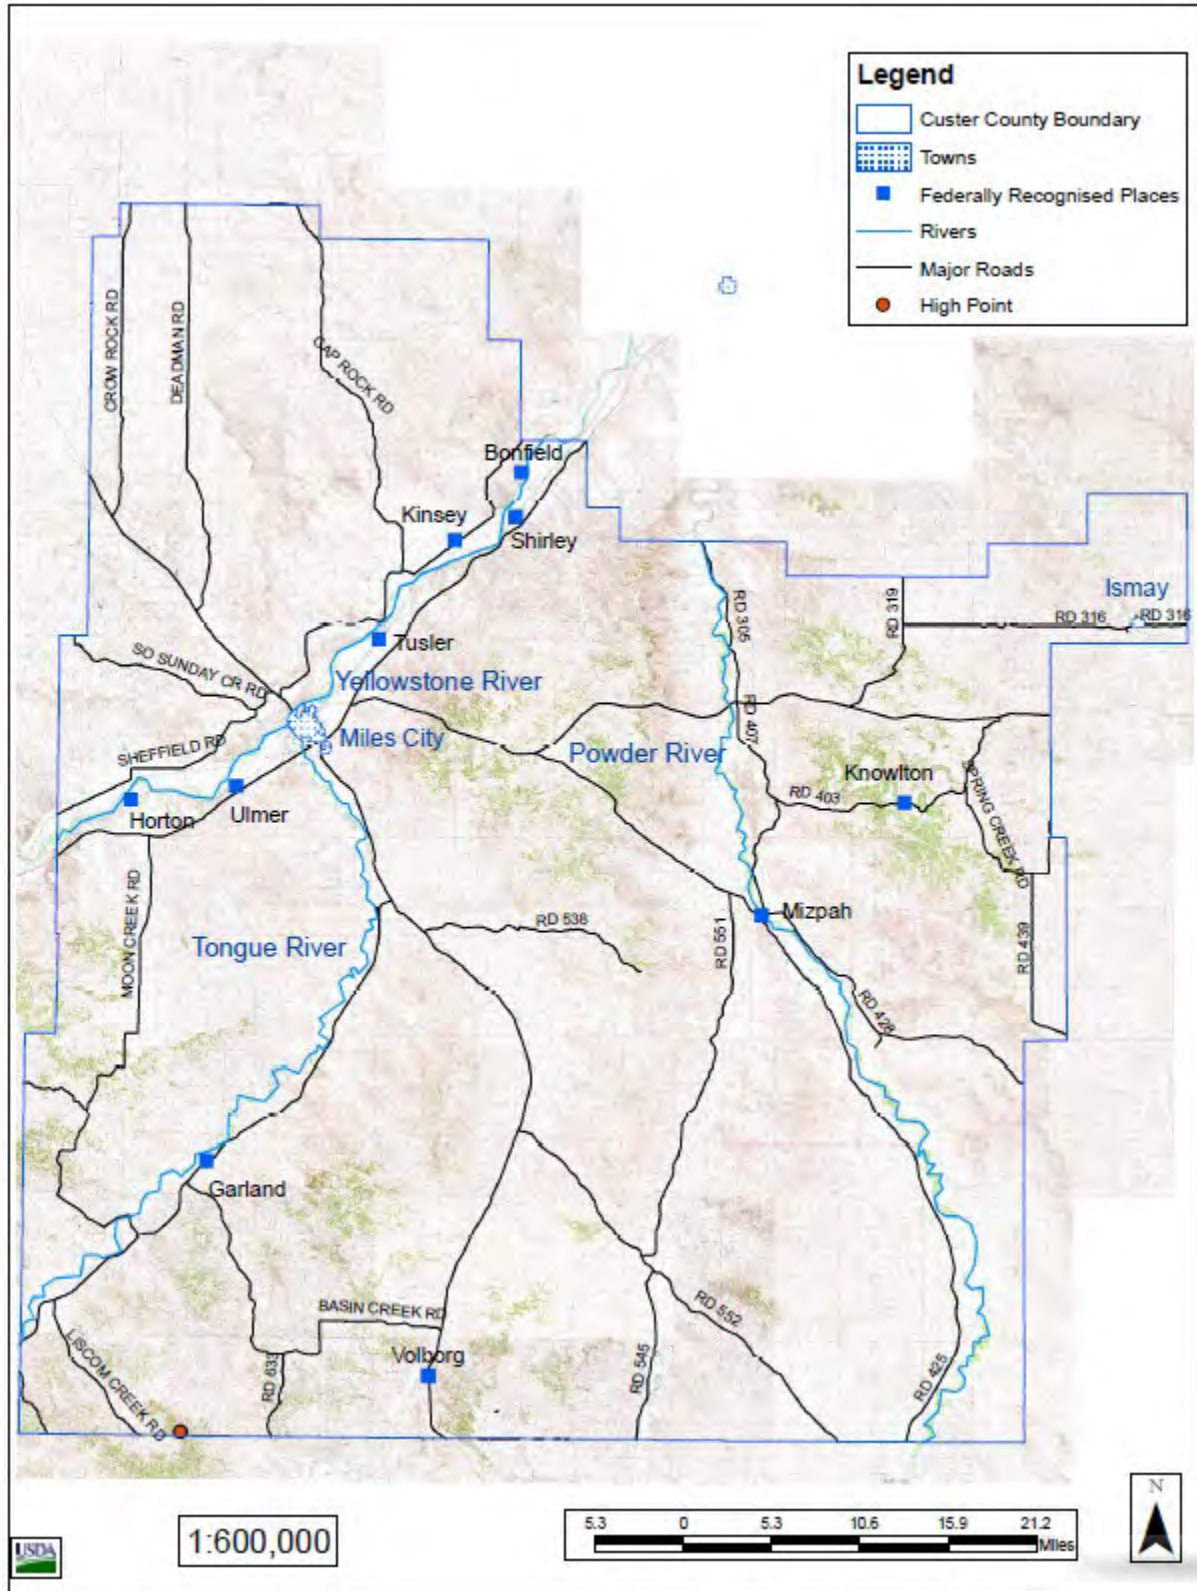 Legend
Custer County Boundary
Towns
Federally Recognised Places
Rivers
Major Roads
High Point
CROW ROCK RD
DEADMAN RD
CAP ROCK RD
Bonfield
Kinsey
Shirley
Ismay
RD 305
RD 319
RD 316
RD 316
Tusler
SO SUNDAY CR RD
Yellowstone River
RD 407
Miles City
SHEFFIELD RD
Powder River
Knowlton
SPRING CREEK RD
RD 403
Horton
Ulmer
MOON CREEK RD
Mizpah
RD 538
RD 551
RD 439
Tongue River
RD 428
Garland
BASIN CREEK RD
RD 552
LISCOM CREEK RD
Volborg
RD 633
RD 545
RD 425
N
USDA
1:600,000
5.3 0 5.3 10.6 15.9 21.2
Miles